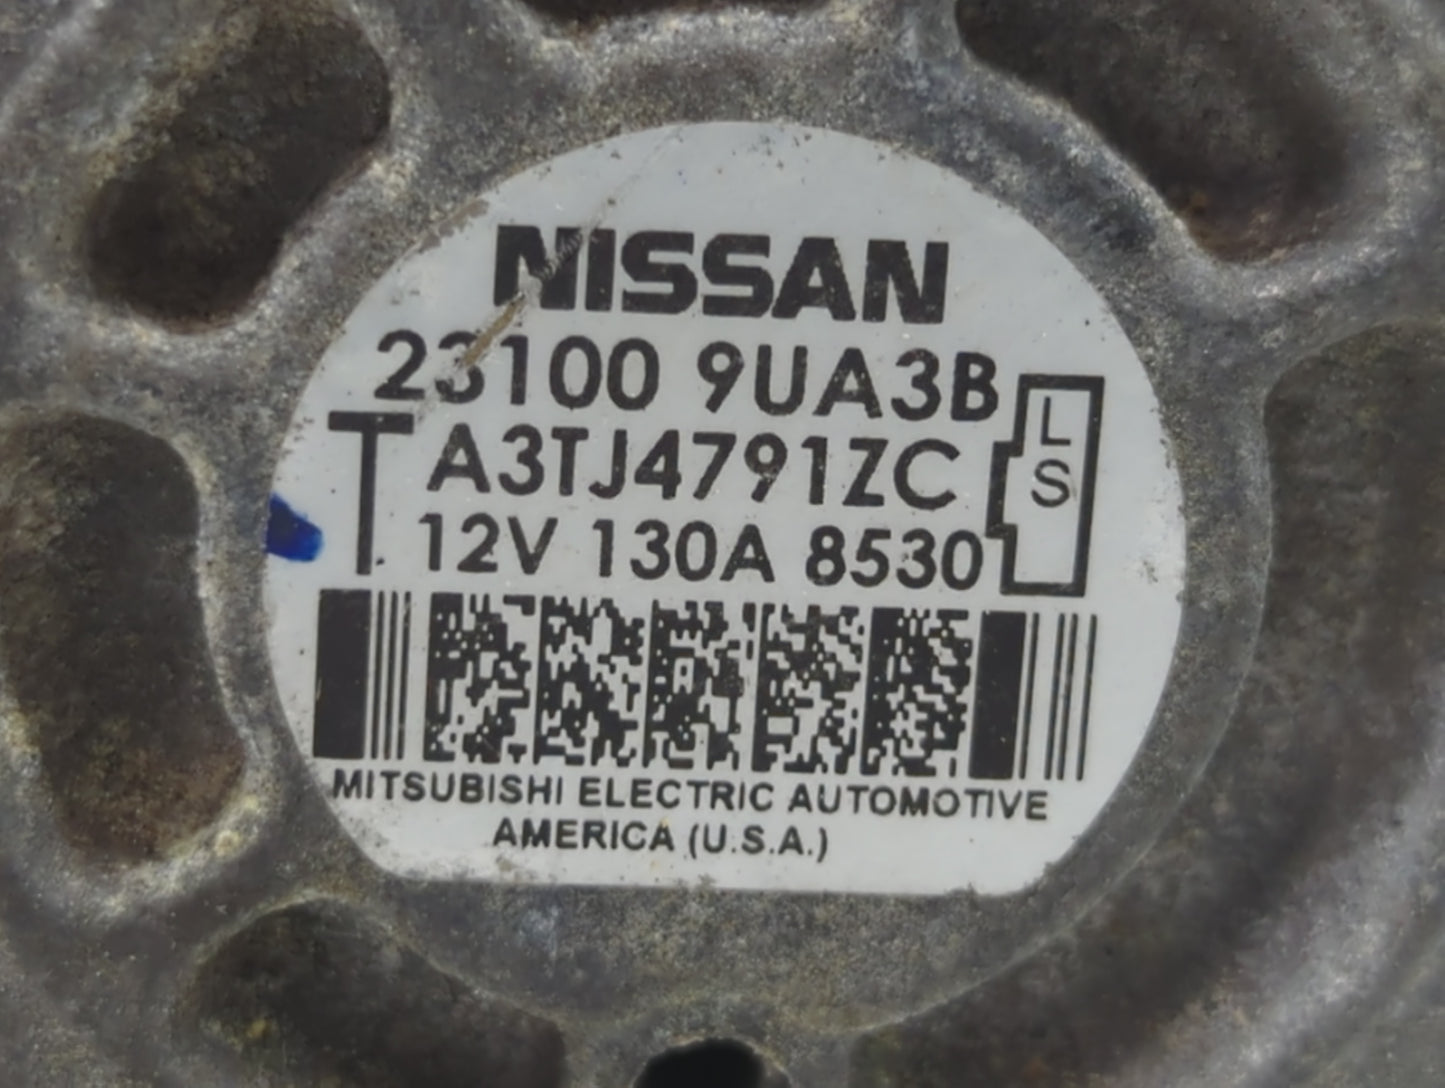 NISSAN
23100 9UA3B
T A3TJ4791ZC
12V 130A 8530
L
S
MITSUBISHI ELECTRIC AUTOMOTIVE
AMERICA (U.S.A.)